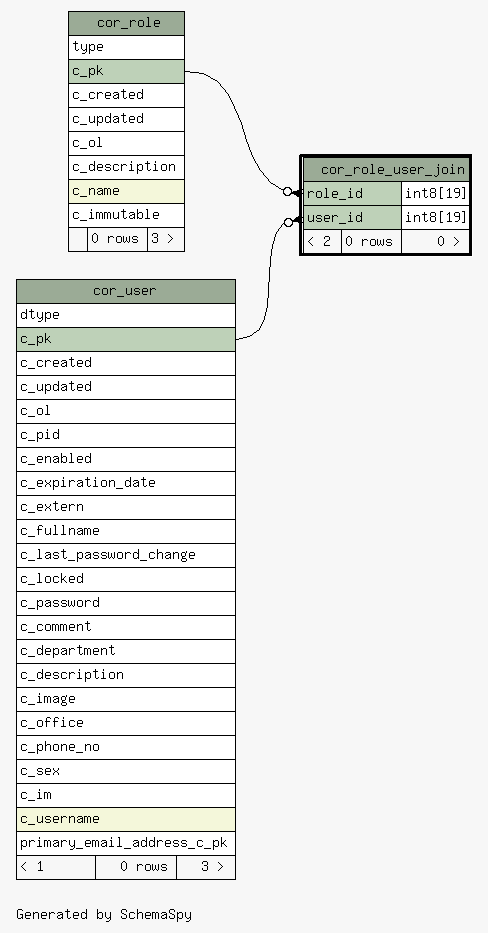 cor_role
type
c_pk
c_created
c_updated
c_ol
c_description
c_name
c_immutable
0 rows 3 >
cor_role_user_join
role_id int8[19]
user_id int8[19]
< 2 0 rows 0 >
cor_user
dtype
c_pk
c_created
c_updated
c_ol
c_pid
c_enabled
c_expiration_date
c_extern
c_fullname
c_last_password_change
c_locked
c_password
c_comment
c_department
c_description
c_image
c_office
c_phone_no
c_sex
c_im
c_username
primary_email_address_c_pk
< 1 0 rows 3 >
Generated by SchemaSpy